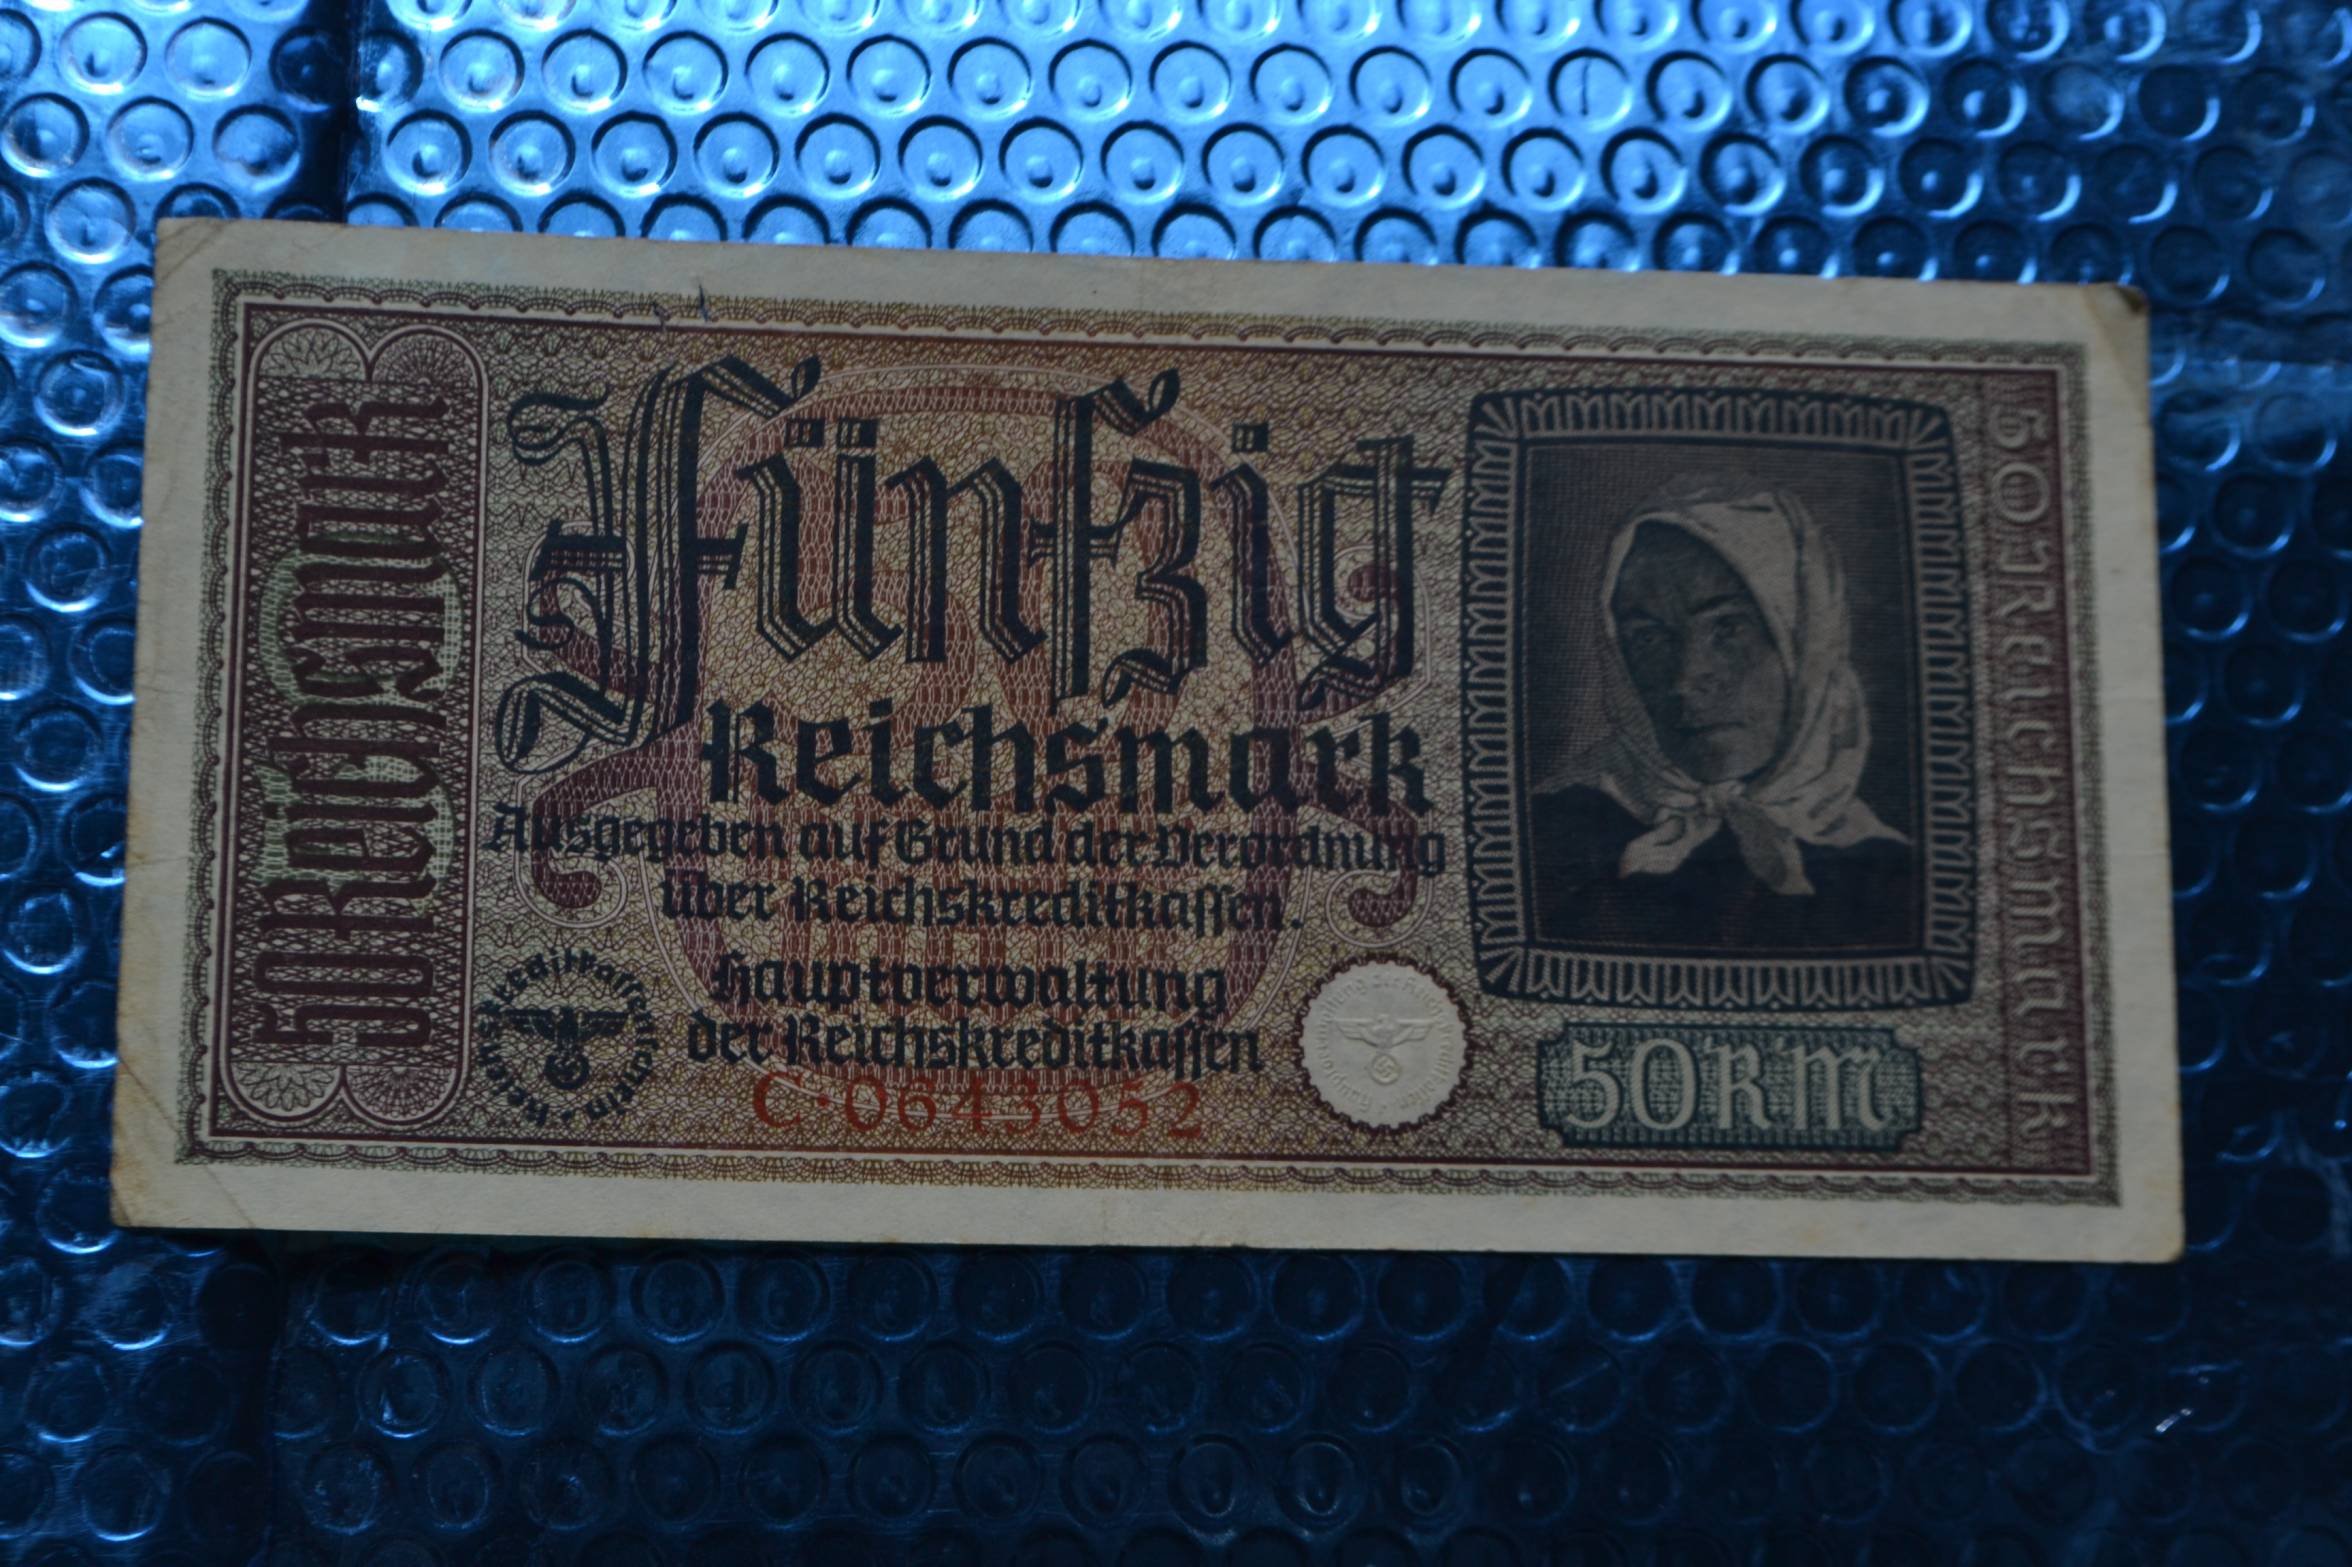 50 Reichsmark
Fünfzig
Reichsmark
Ausgegeben auf Grund der Verordnung
über Reichskreditkassen.
Hauptverwaltung
der Reichskreditkassen
C·0643052
50 RM
50 Reichsmark